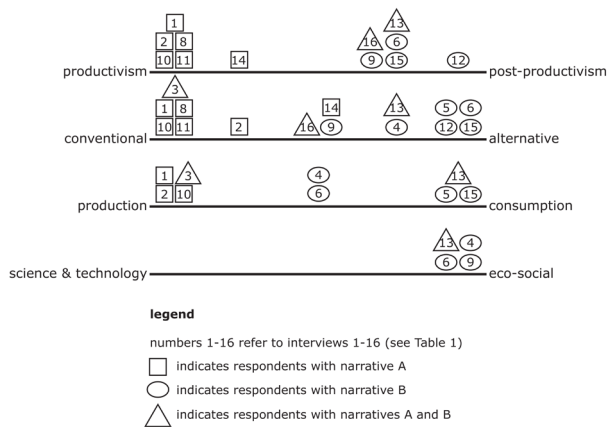 1 13
2 8 16 6
10 11 14 9 15 12
productivism post-productivism
3
1 8 14 13 5 6
10 11 2 16 9 4 12 15
conventional alternative
1 3 4 13
2 10 6 5 15
production consumption
13 4
6 9
science & technology eco-social
legend
numbers 1-16 refer to interviews 1-16 (see Table 1)
indicates respondents with narrative A
indicates respondents with narrative B
indicates respondents with narratives A and B